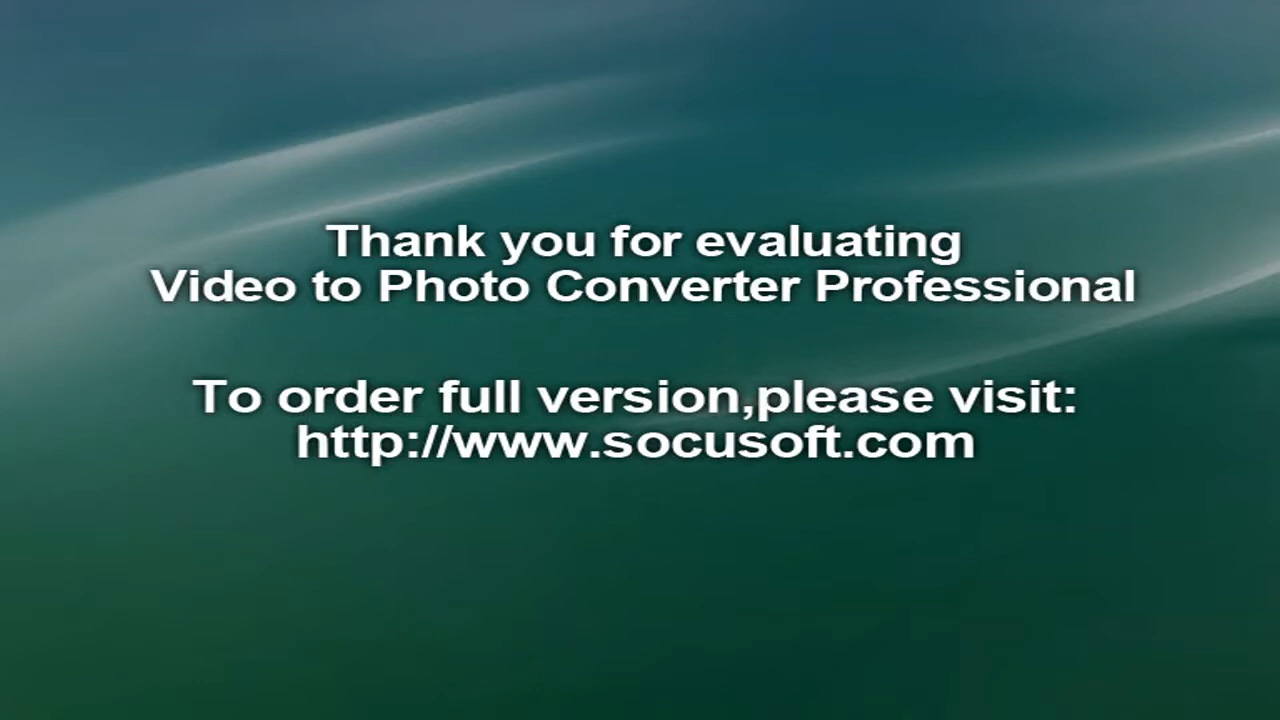 Thank you for evaluating
Video to Photo Converter Professional
To order full version,please visit:
http://www.socusoft.com